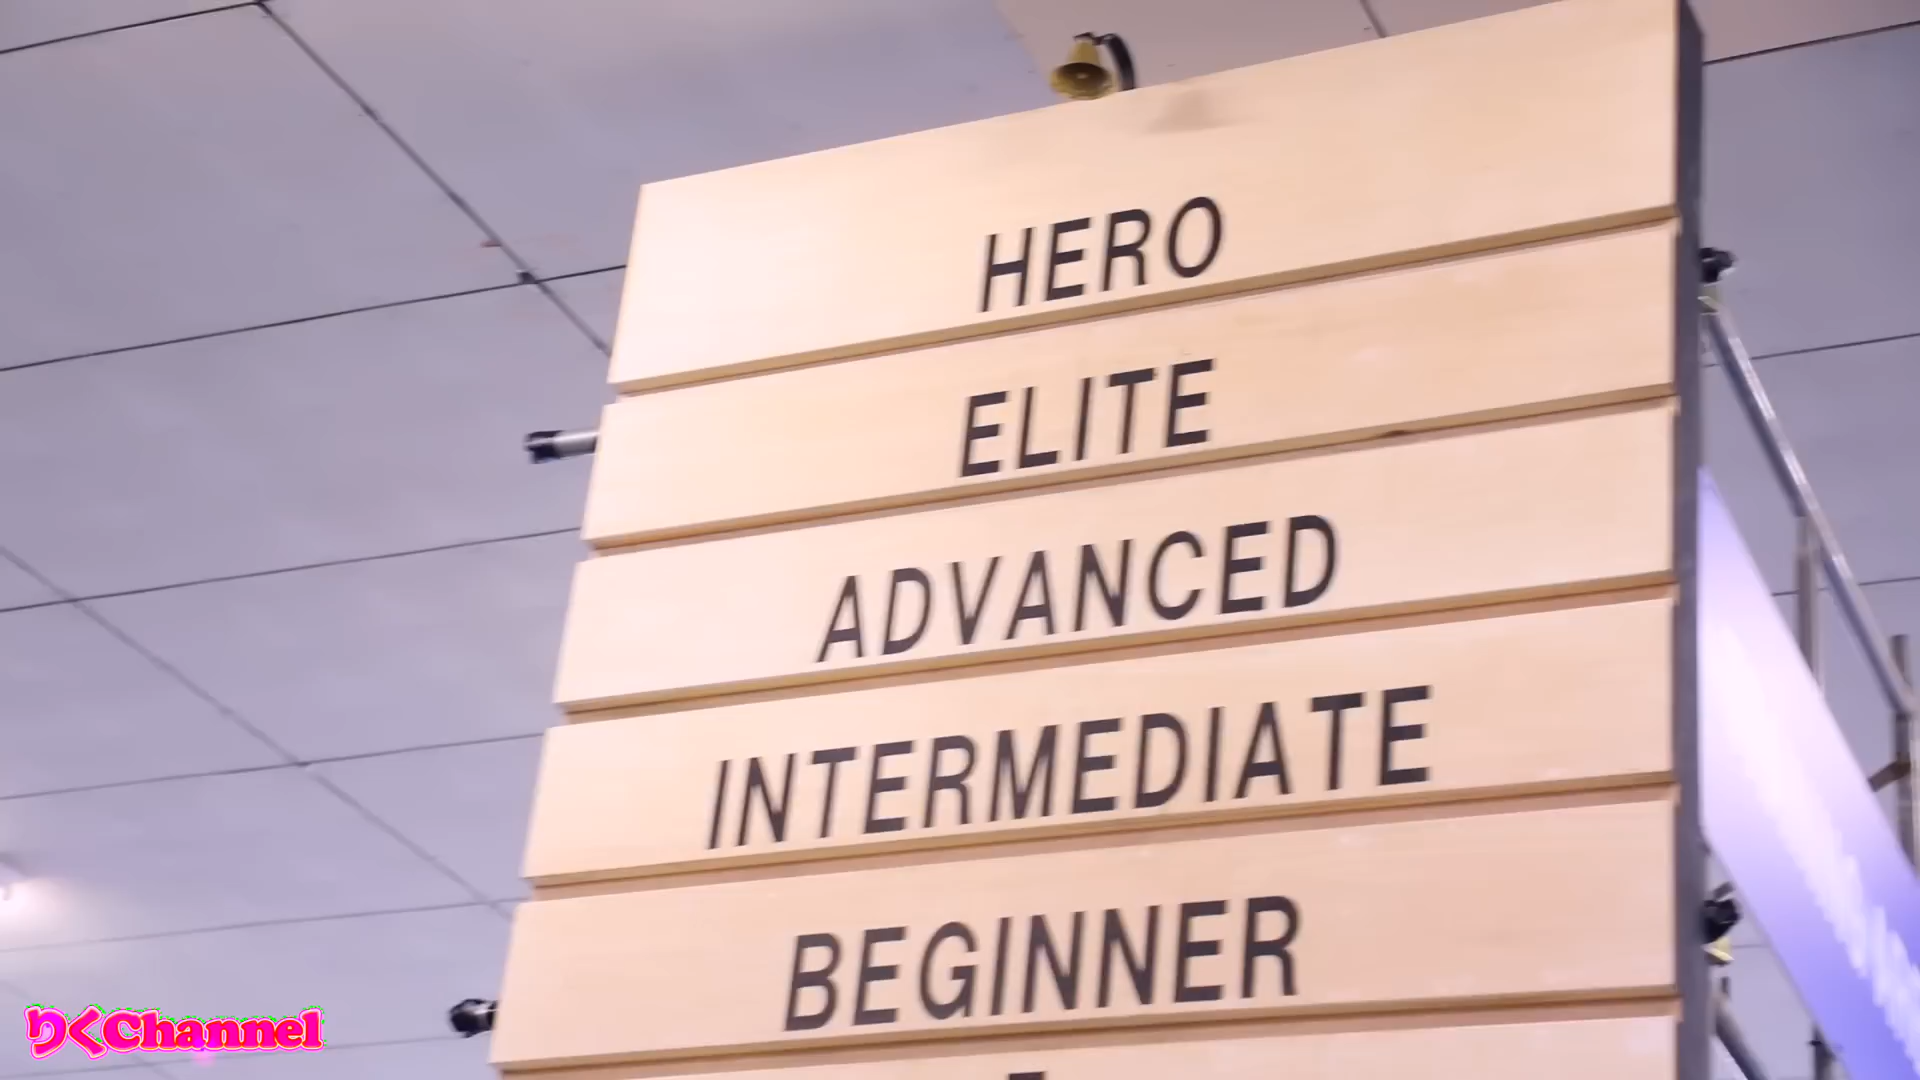 HERO
ELITE
ADVANCED
INTERMEDIATE
BEGINNER
りくChannel